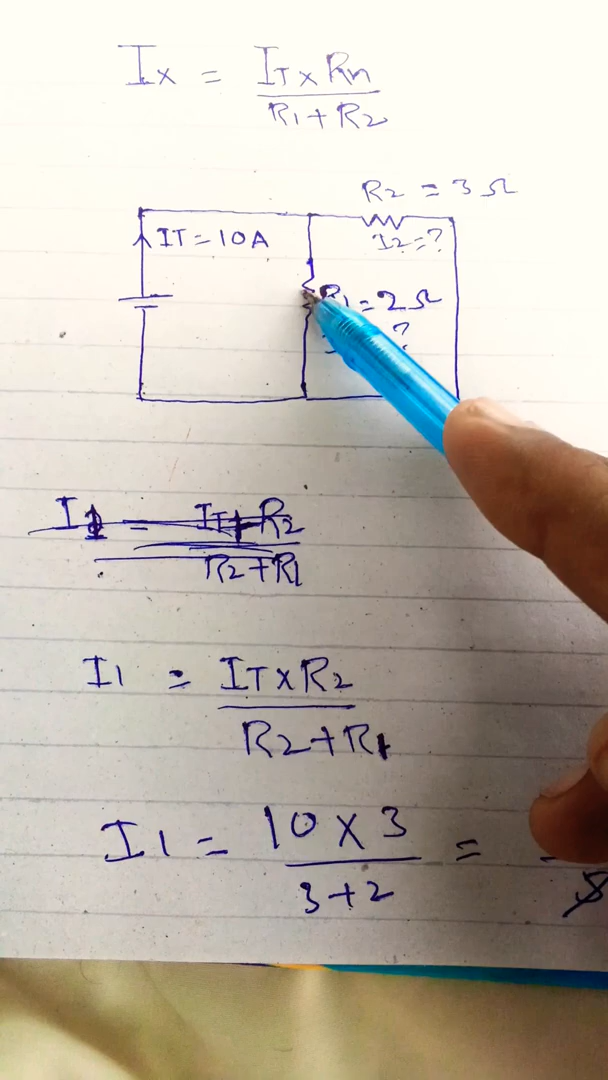 Ix = IT x Rn
R1 + R2
R2 = 3 Ω
IT = 10A
I2 = ?
R1 = 2 Ω
?
I1 = IT R2
R2 + R1
I1 = IT x R2
R2 + R1
I1 = 10 x 3 =
3 + 2